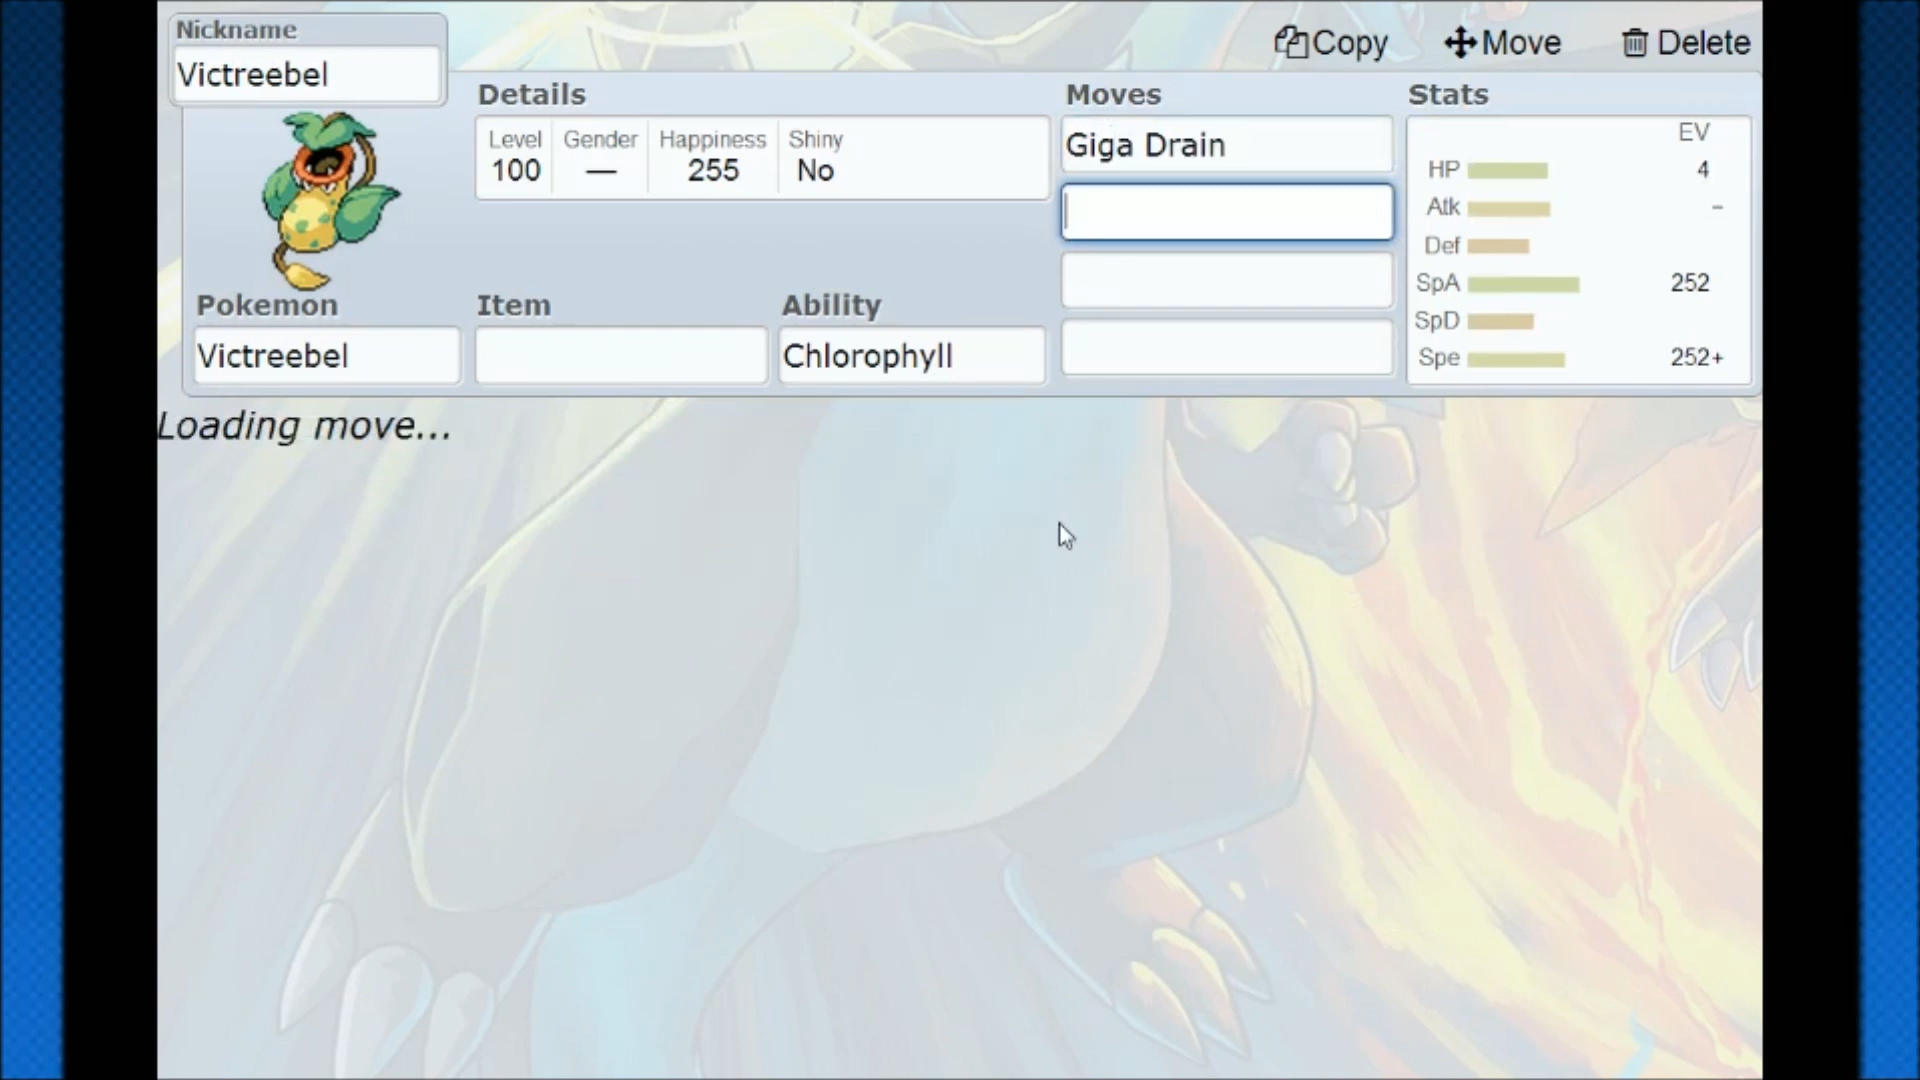 Nickname
Victreebel
Copy Move Delete
Details
Level Gender Happiness Shiny
100 — 255 No
Pokemon
Victreebel
Item
Ability
Chlorophyll
Moves
Giga Drain
Stats
EV
HP 4
Atk –
Def
SpA 252
SpD
Spe 252+
Loading move...